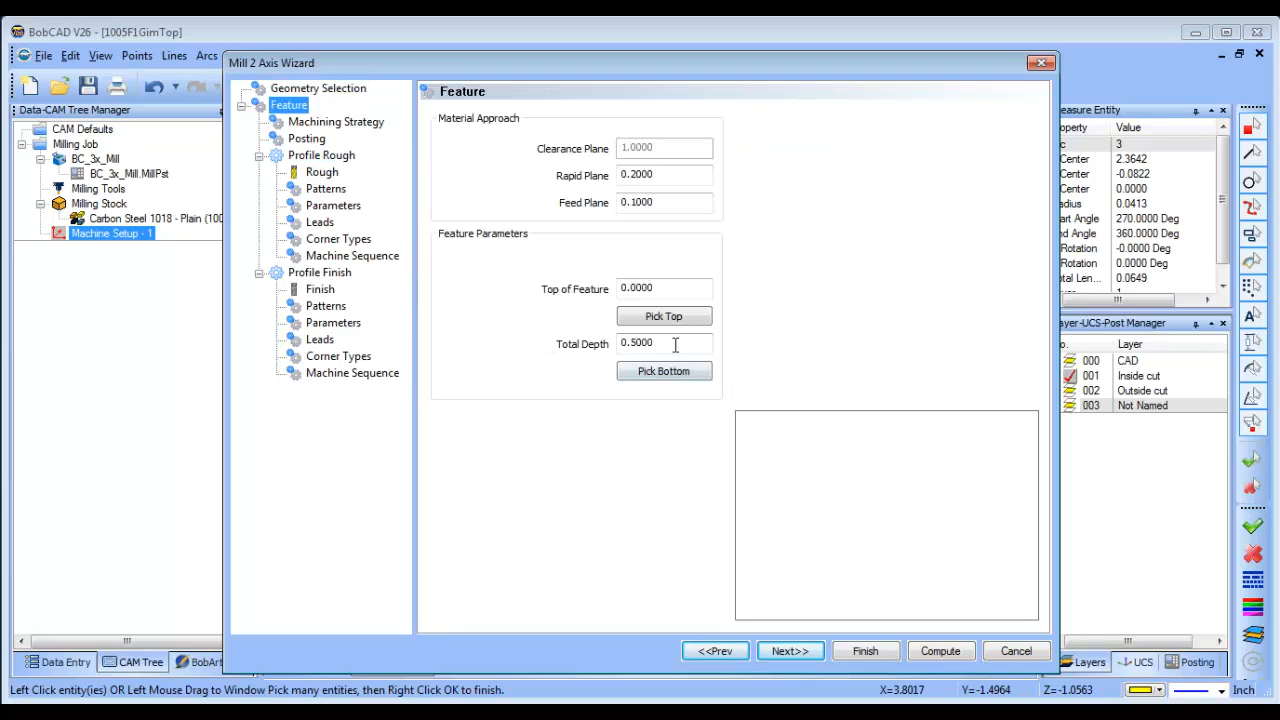 BobCAD V26 - [1005F1GimTop]
File Edit View Points Lines Arcs
Data-CAM Tree Manager
CAM Defaults
Milling Job
BC_3x_Mill
BC_3x_Mill.MillPst
Milling Tools
Milling Stock
Carbon Steel 1018 - Plain (100
Machine Setup - 1
Data Entry CAM Tree BobArt
Mill 2 Axis Wizard
Geometry Selection
Feature
Machining Strategy
Posting
Profile Rough
Rough
Patterns
Parameters
Leads
Corner Types
Machine Sequence
Profile Finish
Finish
Patterns
Parameters
Leads
Corner Types
Machine Sequence
Feature
Material Approach
Clearance Plane 1.0000
Rapid Plane 0.2000
Feed Plane 0.1000
Feature Parameters
Top of Feature 0.0000
Pick Top
Total Depth 0.5000
Pick Bottom
<<Prev Next>> Finish Compute Cancel
easure Entity
operty Value
c 3
Center 2.3642
Center -0.0822
Center 0.0000
adius 0.0413
art Angle 270.0000 Deg
nd Angle 360.0000 Deg
Rotation -0.0000 Deg
Rotation 0.0000 Deg
tal Len... 0.0649
ayer-UCS-Post Manager
o. Layer
000 CAD
001 Inside cut
002 Outside cut
003 Not Named
Layers UCS Posting
Left Click entity(ies) OR Left Mouse Drag to Window Pick many entities, then Right Click OK to finish.
X=3.8017 Y=-1.4964 Z=-1.0563 Inch